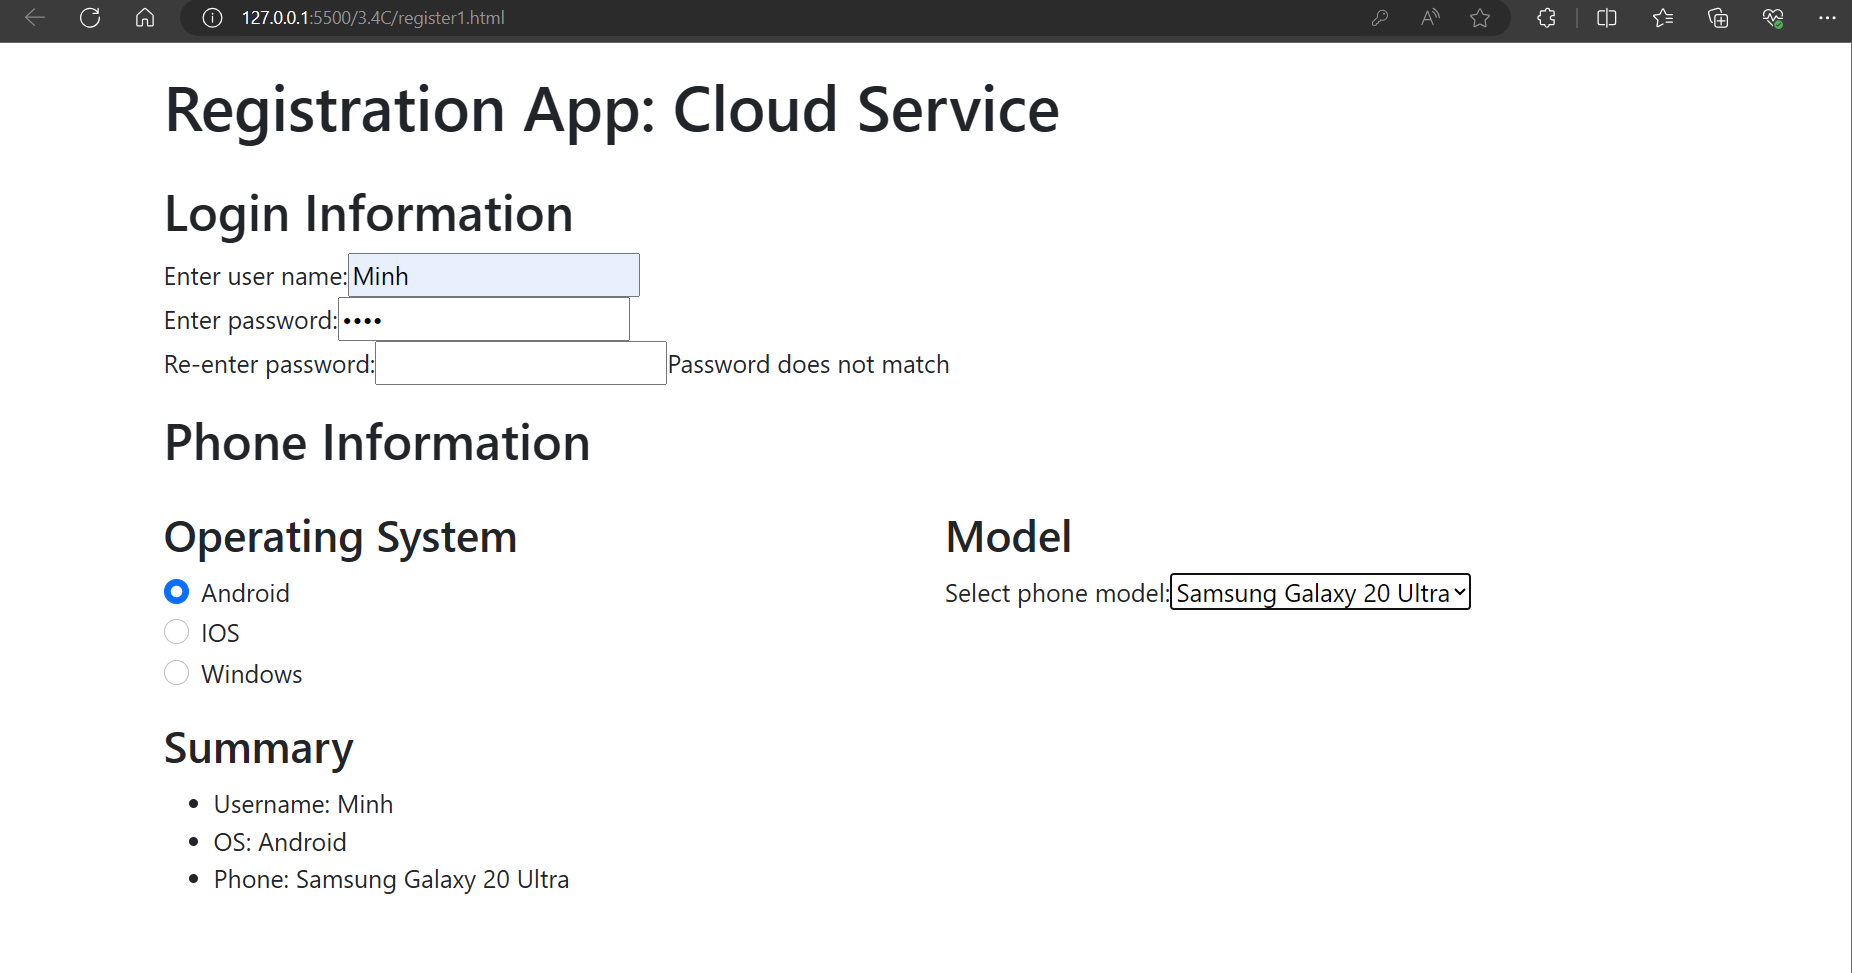 127.0.0.1:5500/3.4C/register1.html
Registration App: Cloud Service
Login Information
Enter user name: Minh
Enter password: ••••
Re-enter password: Password does not match
Phone Information
Operating System
Model
Android
Select phone model: Samsung Galaxy 20 Ultra
IOS
Windows
Summary
• Username: Minh
• OS: Android
• Phone: Samsung Galaxy 20 Ultra